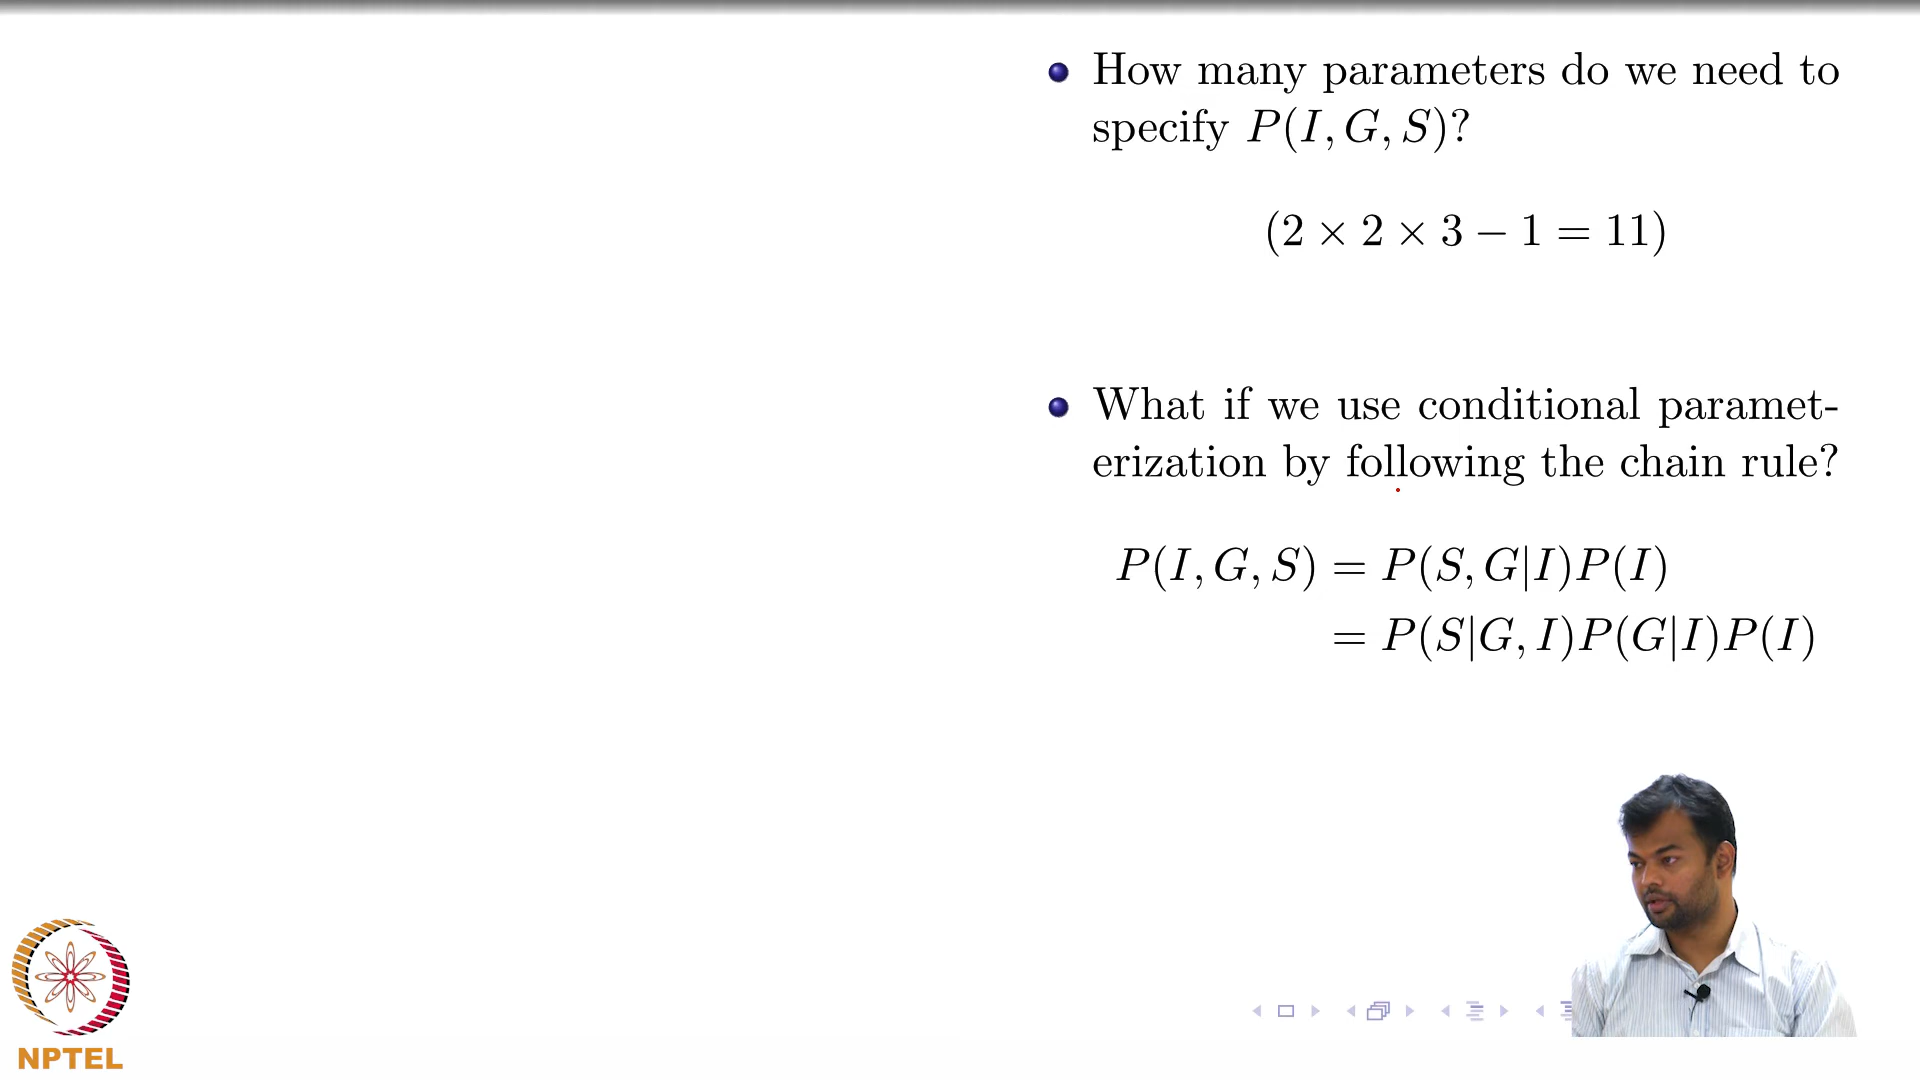 How many parameters do we need to
specify P(I, G, S)?
(2 × 2 × 3 − 1 = 11)
What if we use conditional paramet-
erization by following the chain rule?
P(I, G, S) = P(S, G|I)P(I)
= P(S|G, I)P(G|I)P(I)
NPTEL